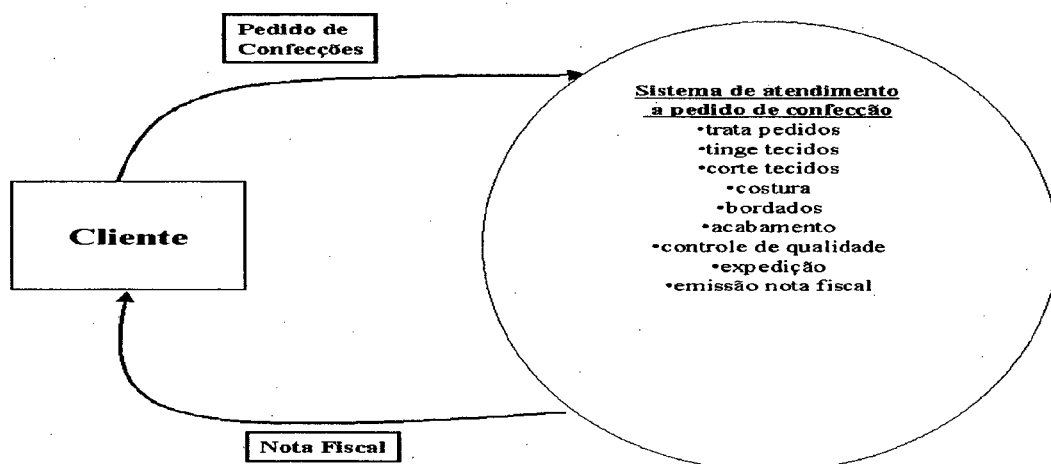 Pedido de
Confecções
Sistema de atendimento
a pedido de confecção
•trata pedidos
•tinge tecidos
•corte tecidos
•costura
•bordados
•acabamento
•controle de qualidade
•expedição
•emissão nota fiscal
Cliente
Nota Fiscal